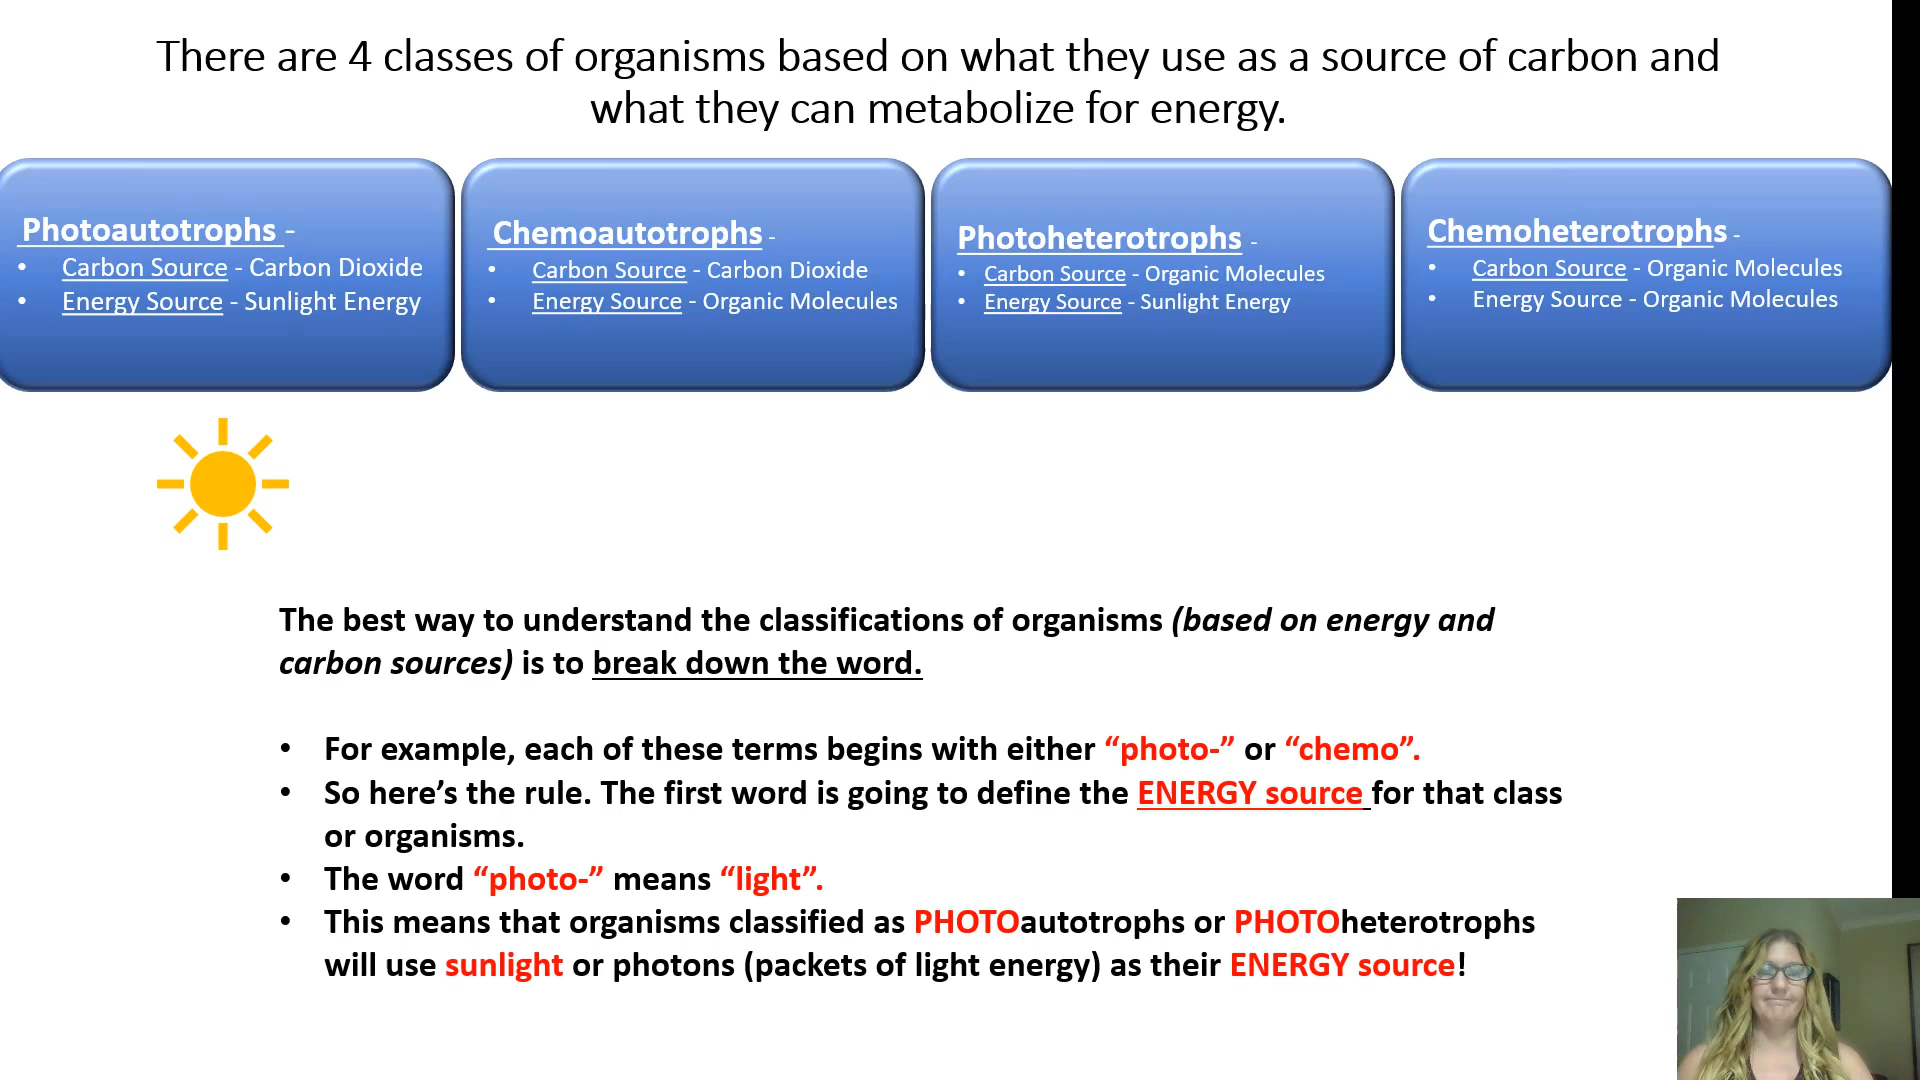 There are 4 classes of organisms based on what they use as a source of carbon and
what they can metabolize for energy.
Photoautotrophs -
• Carbon Source - Carbon Dioxide
• Energy Source - Sunlight Energy
Chemoautotrophs -
• Carbon Source - Carbon Dioxide
• Energy Source - Organic Molecules
Photoheterotrophs -
• Carbon Source - Organic Molecules
• Energy Source - Sunlight Energy
Chemoheterotrophs -
• Carbon Source - Organic Molecules
• Energy Source - Organic Molecules
The best way to understand the classifications of organisms (based on energy and
carbon sources) is to break down the word.
• For example, each of these terms begins with either “photo-” or “chemo”.
• So here’s the rule. The first word is going to define the ENERGY source for that class
or organisms.
• The word “photo-” means “light”.
• This means that organisms classified as PHOTOautotrophs or PHOTOheterotrophs
will use sunlight or photons (packets of light energy) as their ENERGY source!